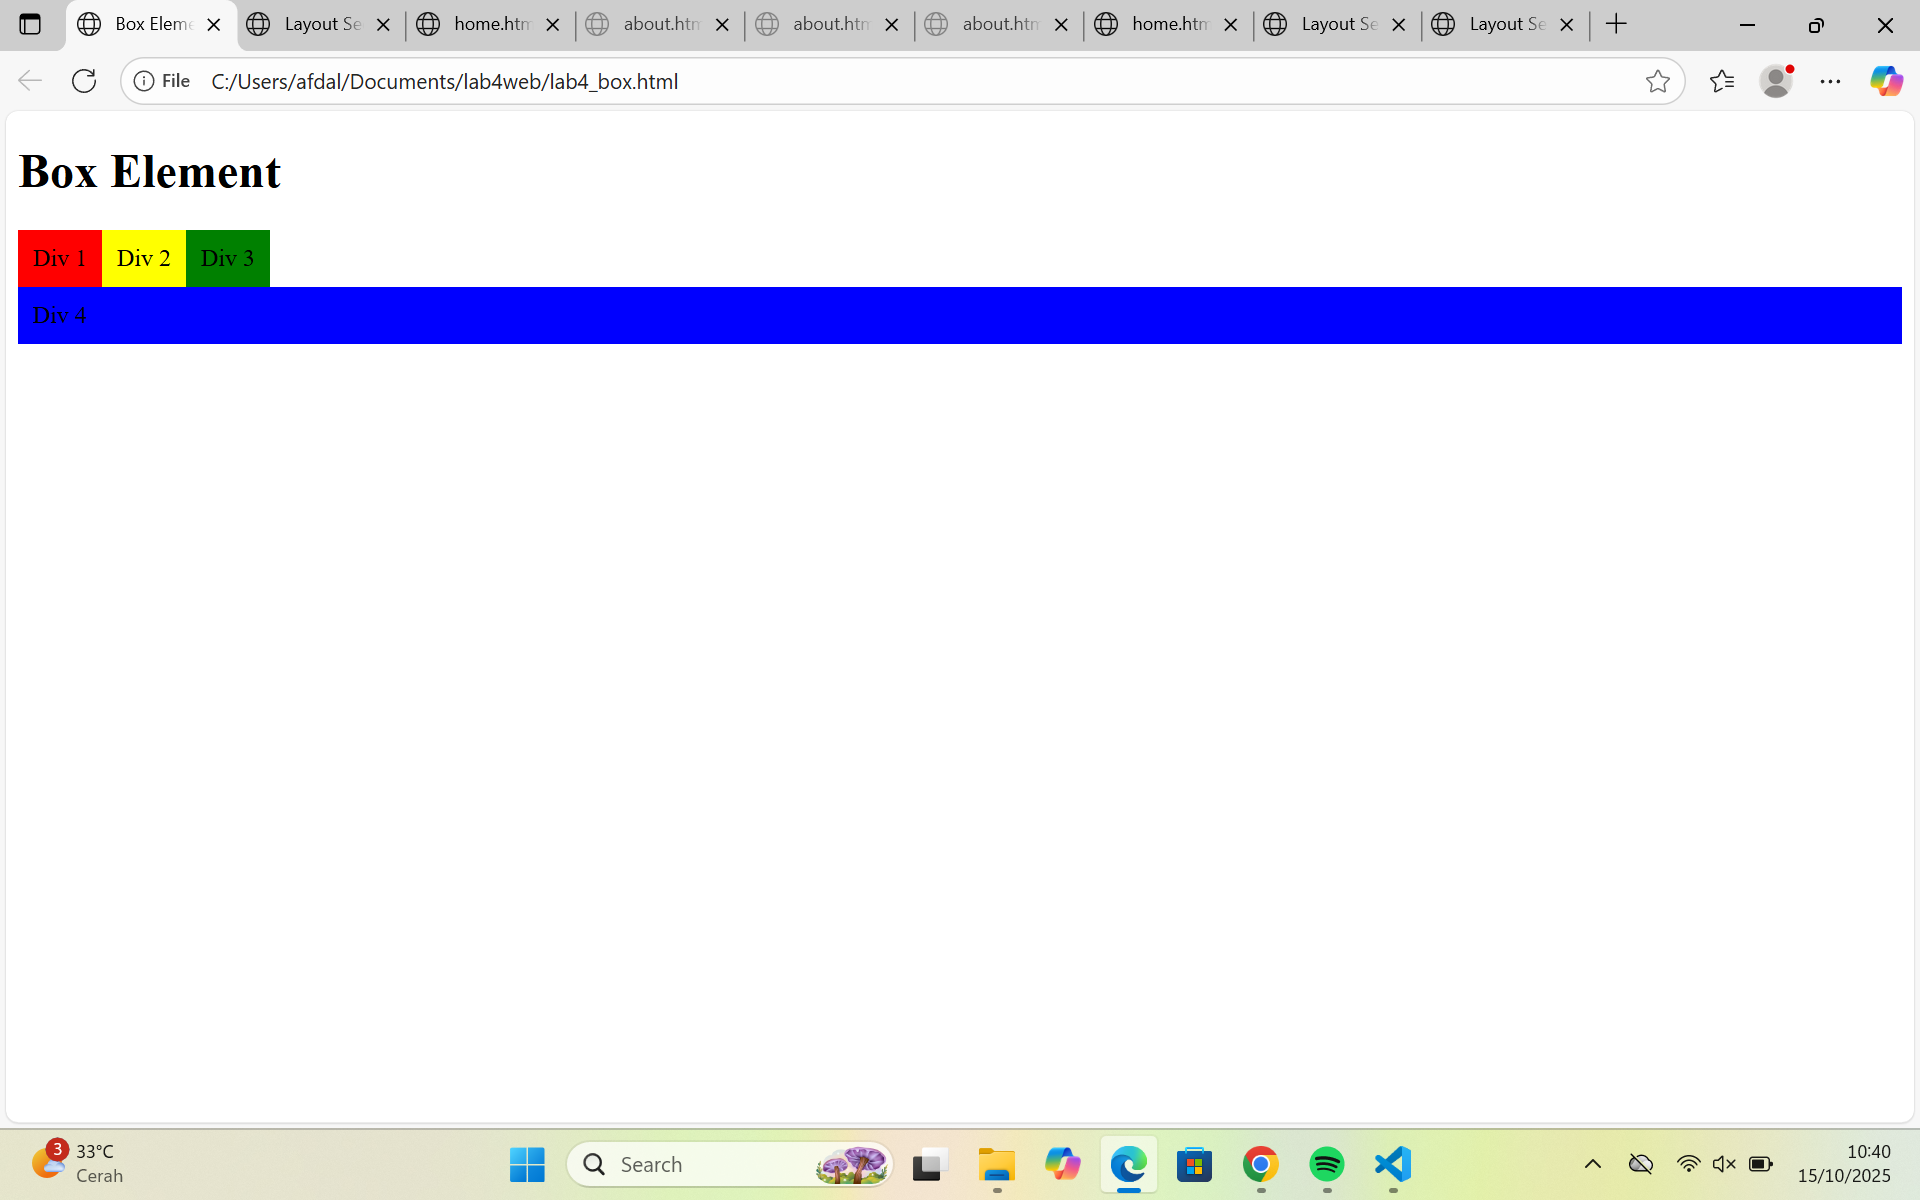 Box Eleme
Layout Se
home.htm
about.htm
about.htm
about.htm
home.htm
Layout Se
Layout Se
File C:/Users/afdal/Documents/lab4web/lab4_box.html
Box Element
Div 1 Div 2 Div 3
Div 4
3
33°C
Cerah
Search
10:40
15/10/2025